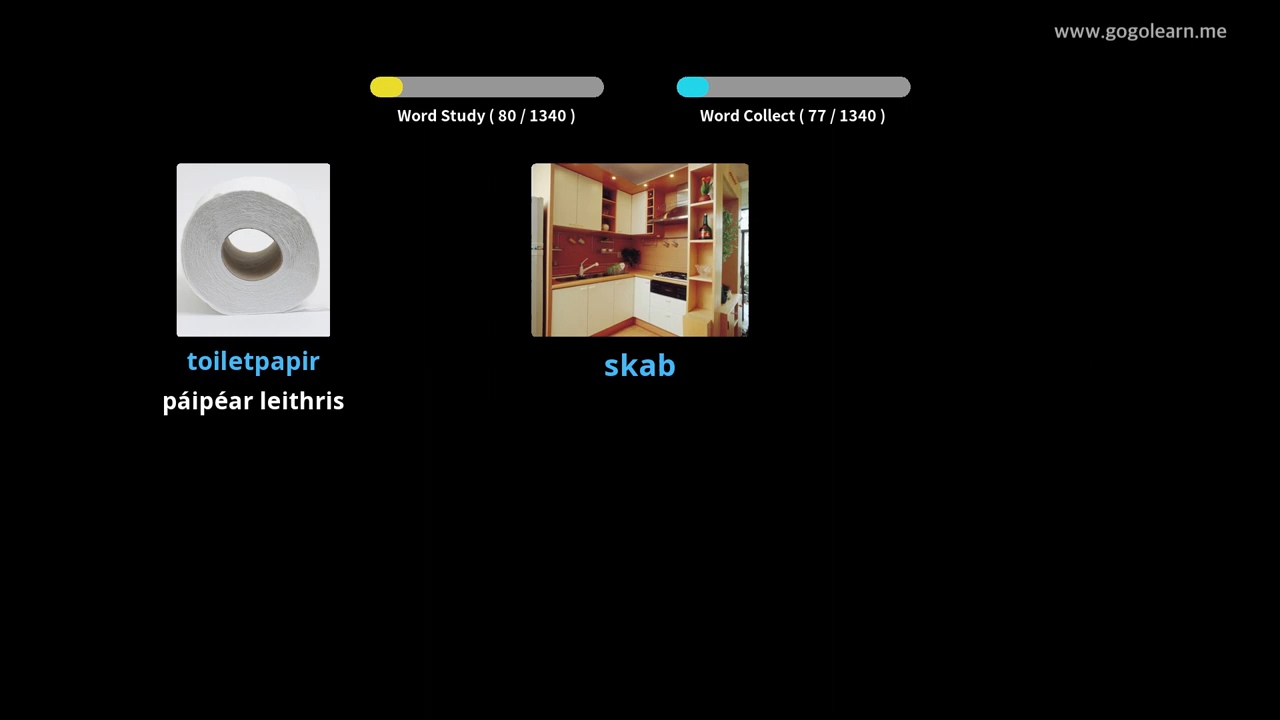 www.gogolearn.me
Word Study ( 80 / 1340 )
Word Collect ( 77 / 1340 )
toiletpapir
páipéar leithris
skab